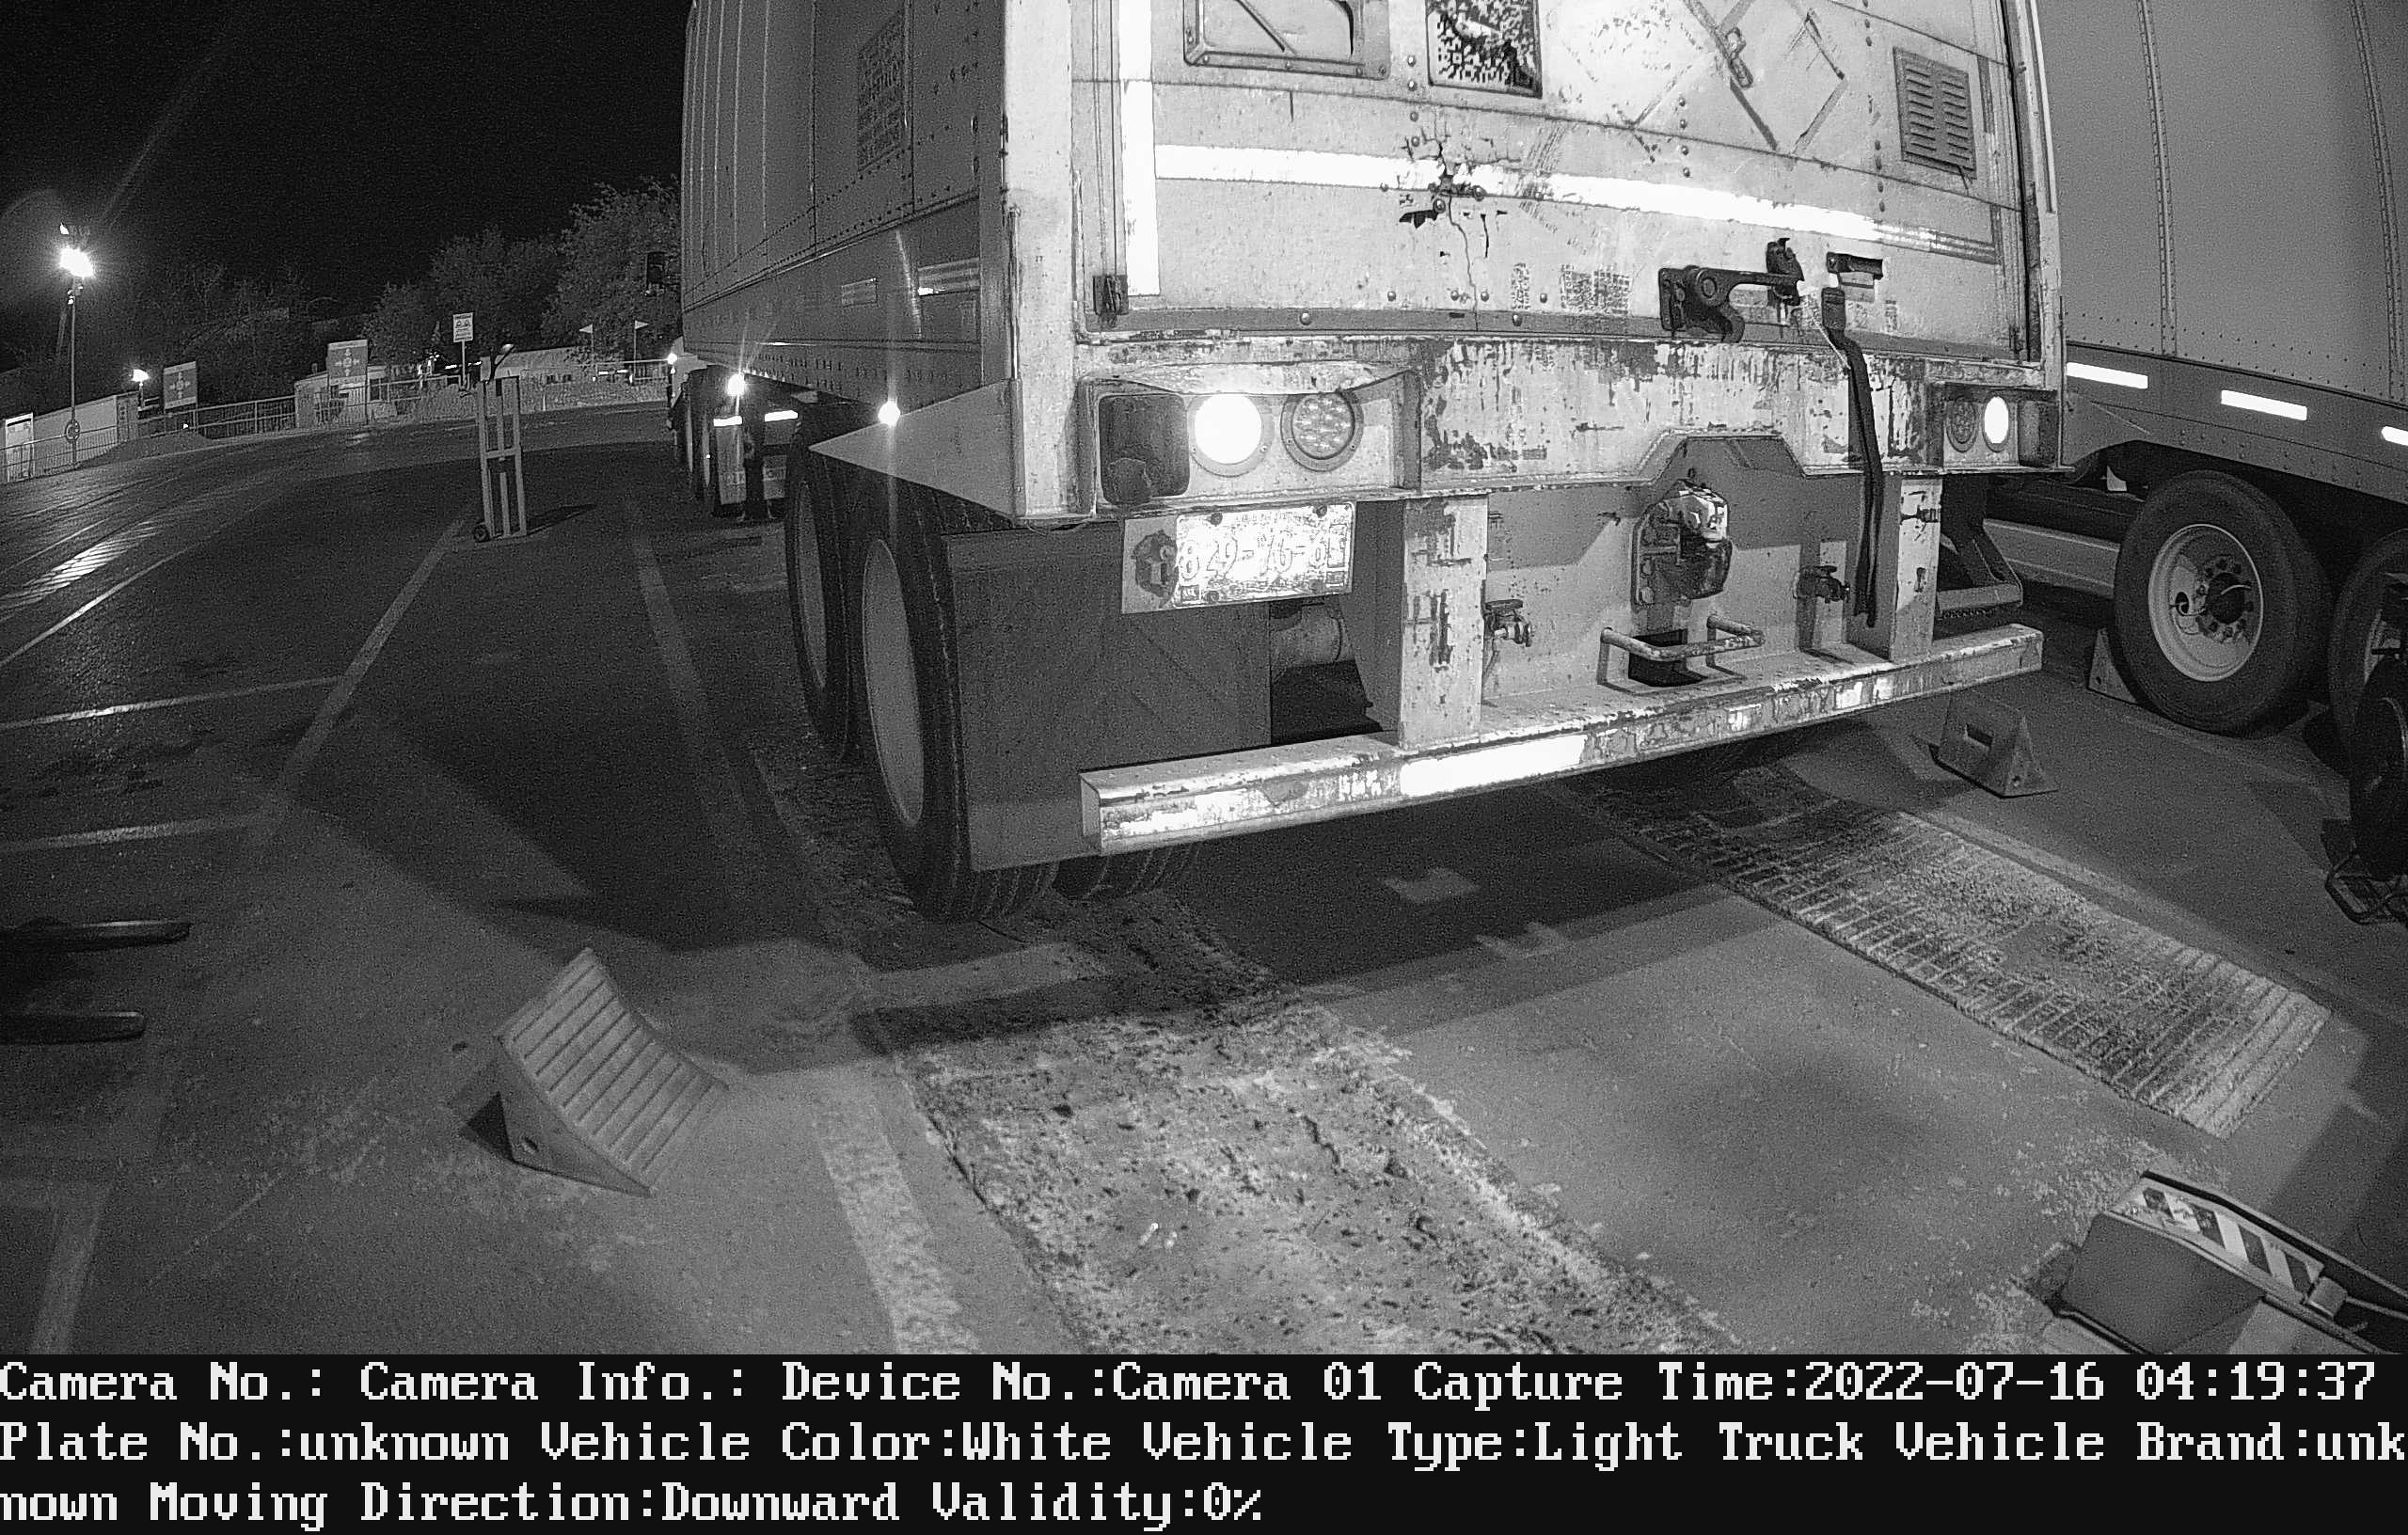 Camera No.: Camera Info.: Device No.:Camera 01 Capture Time:2022-07-16 04:19:37
Plate No.:unknown Vehicle Color:White Vehicle Type:Light Truck Vehicle Brand:unk
nown Moving Direction:Downward Validity:0%